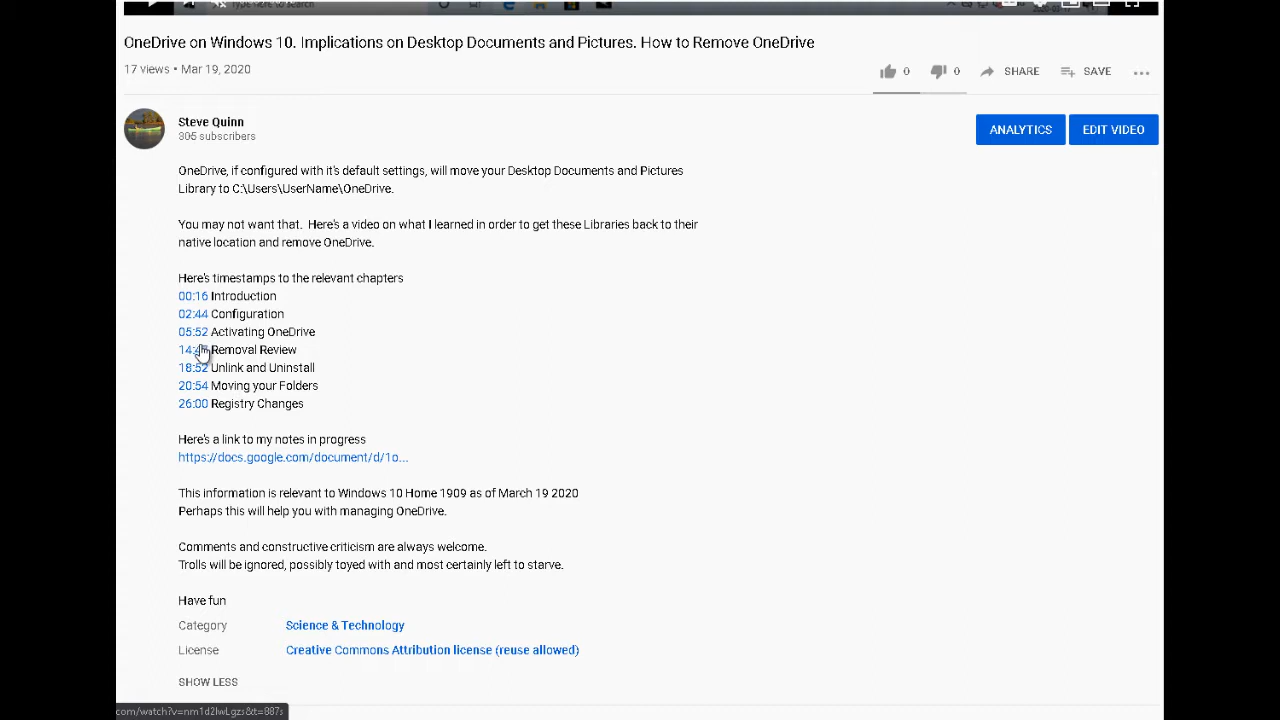 OneDrive on Windows 10. Implications on Desktop Documents and Pictures. How to Remove OneDrive
17 views • Mar 19, 2020
0 0 SHARE SAVE ...
Steve Quinn
305 subscribers
ANALYTICS EDIT VIDEO
OneDrive, if configured with it's default settings, will move your Desktop Documents and Pictures
Library to C:\Users\UserName\OneDrive.
You may not want that. Here's a video on what I learned in order to get these Libraries back to their
native location and remove OneDrive.
Here's timestamps to the relevant chapters
00:16 Introduction
02:44 Configuration
05:52 Activating OneDrive
Removal Review
18:52 Unlink and Uninstall
20:54 Moving your Folders
26:00 Registry Changes
Here's a link to my notes in progress
https://docs.google.com/document/d/1o...
This information is relevant to Windows 10 Home 1909 as of March 19 2020
Perhaps this will help you with managing OneDrive.
Comments and constructive criticism are always welcome.
Trolls will be ignored, possibly toyed with and most certainly left to starve.
Have fun
Category Science & Technology
License Creative Commons Attribution license (reuse allowed)
SHOW LESS